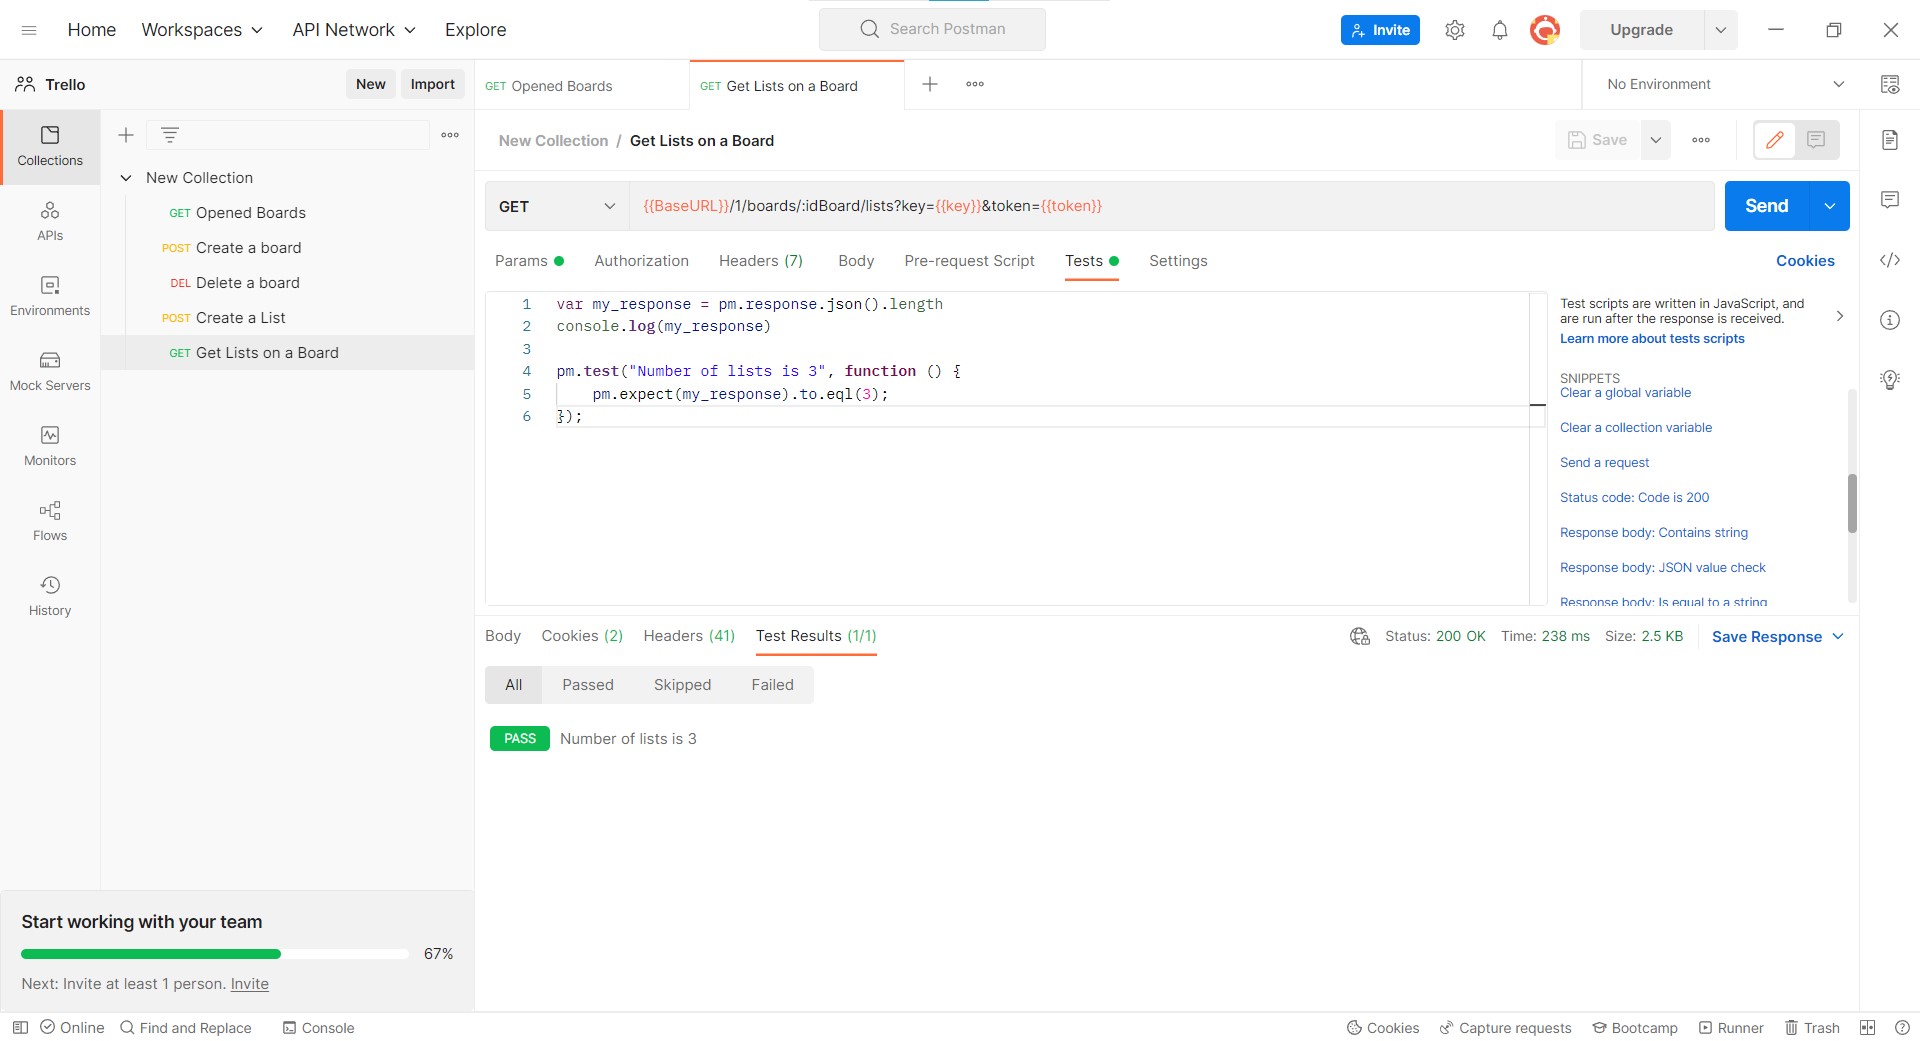 Home Workspaces API Network Explore Search Postman Invite Upgrade
Trello New Import GET Opened Boards GET Get Lists on a Board No Environment
Collections
APIs
Environments
Mock Servers
Monitors
Flows
History
New Collection
GET Opened Boards
POST Create a board
DEL Delete a board
POST Create a List
GET Get Lists on a Board
New Collection / Get Lists on a Board Save
GET {{BaseURL}}/1/boards/:idBoard/lists?key={{key}}&token={{token}} Send
Params Authorization Headers (7) Body Pre-request Script Tests Settings Cookies
1 var my_response = pm.response.json().length
2 console.log(my_response)
3
4 pm.test("Number of lists is 3", function () {
5 pm.expect(my_response).to.eql(3);
6 });
Test scripts are written in JavaScript, and
are run after the response is received.
Learn more about tests scripts
SNIPPETS
Clear a global variable
Clear a collection variable
Send a request
Status code: Code is 200
Response body: Contains string
Response body: JSON value check
Response body: Is equal to a string
Body Cookies (2) Headers (41) Test Results (1/1) Status: 200 OK Time: 238 ms Size: 2.5 KB Save Response
All Passed Skipped Failed
PASS Number of lists is 3
Start working with your team
67%
Next: Invite at least 1 person. Invite
Online Find and Replace Console Cookies Capture requests Bootcamp Runner Trash